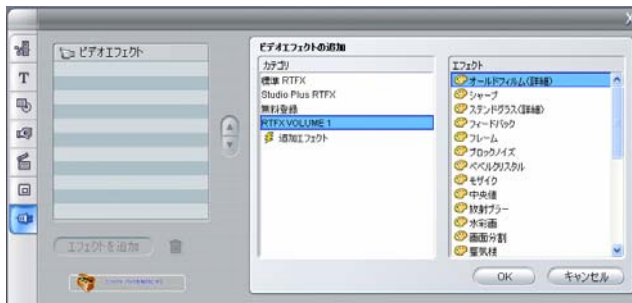 ビデオエフェクト
エフェクトを追加
ビデオエフェクトの追加
カテゴリ
標準 RTFX
Studio Plus RTFX
無料登録
RTFX VOLUME 1
追加エフェクト
エフェクト
オールドフィルム(詳細)
シャープ
ステンドグラス(詳細)
フィードバック
フレーム
ブロックノイズ
ベベルクリスタル
モザイク
中央値
放射ブラー
水彩画
画面分割
蜃気楼
OK
キャンセル